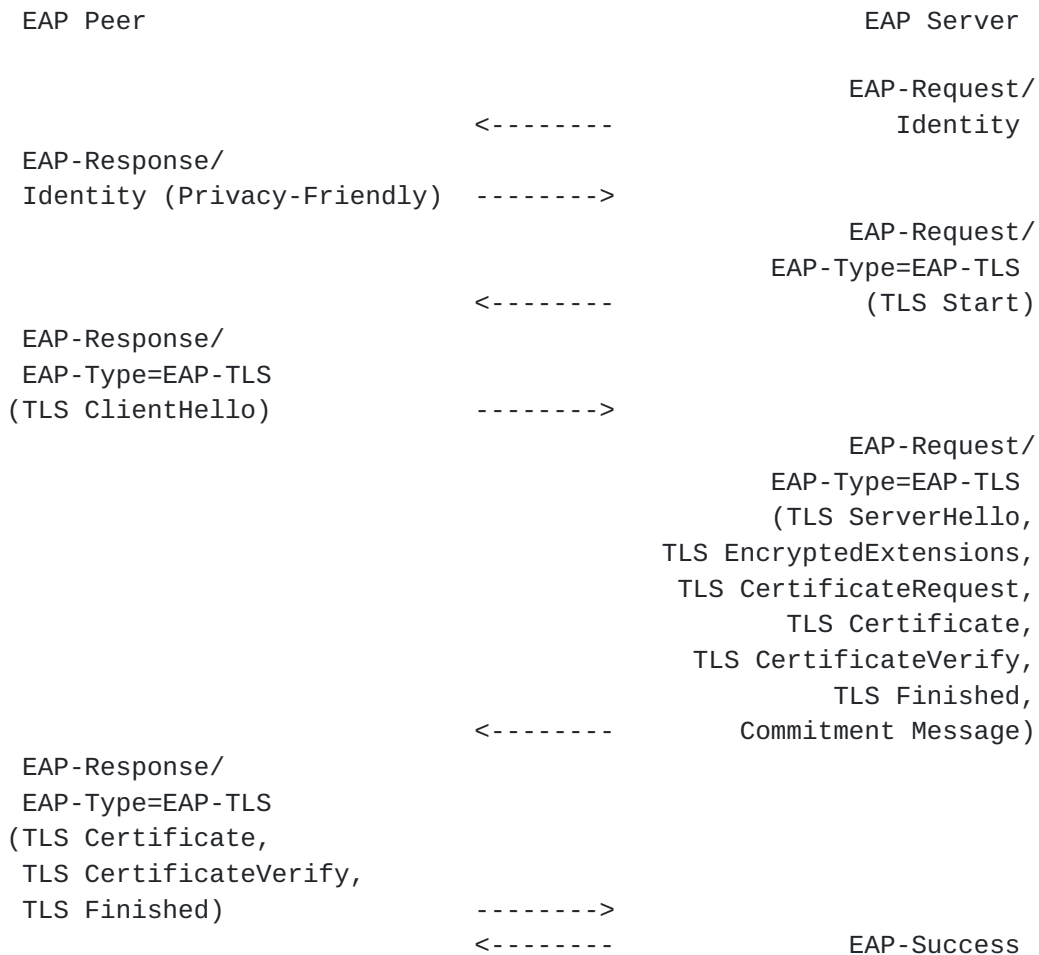 EAP Peer EAP Server
EAP-Request/
<-------- Identity
EAP-Response/
Identity (Privacy-Friendly) -------->
EAP-Request/
EAP-Type=EAP-TLS
<-------- (TLS Start)
EAP-Response/
EAP-Type=EAP-TLS
(TLS ClientHello) -------->
EAP-Request/
EAP-Type=EAP-TLS
(TLS ServerHello,
TLS EncryptedExtensions,
TLS CertificateRequest,
TLS Certificate,
TLS CertificateVerify,
TLS Finished,
<-------- Commitment Message)
EAP-Response/
EAP-Type=EAP-TLS
(TLS Certificate,
TLS CertificateVerify,
TLS Finished) -------->
<-------- EAP-Success